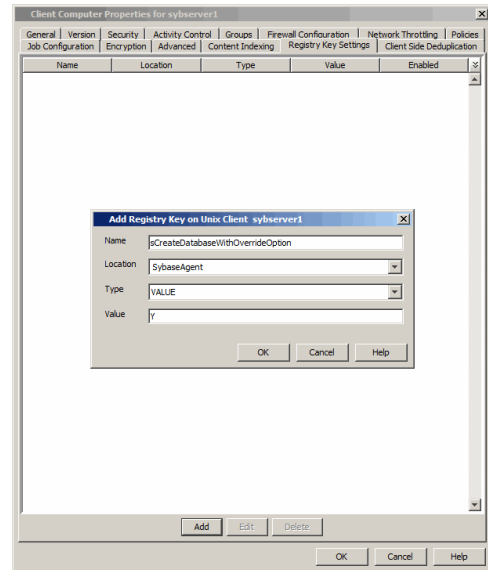 Client Computer Properties for sybserver1
General Version Security Activity Control Groups Firewall Configuration Network Throttling Policies
Job Configuration Encryption Advanced Content Indexing Registry Key Settings Client Side Deduplication
Name Location Type Value Enabled
Add Registry Key on Unix Client sybserver1
Name sCreateDatabaseWithOverrideOption
Location SybaseAgent
Type VALUE
Value Y
OK Cancel Help
Add Edit Delete
OK Cancel Help